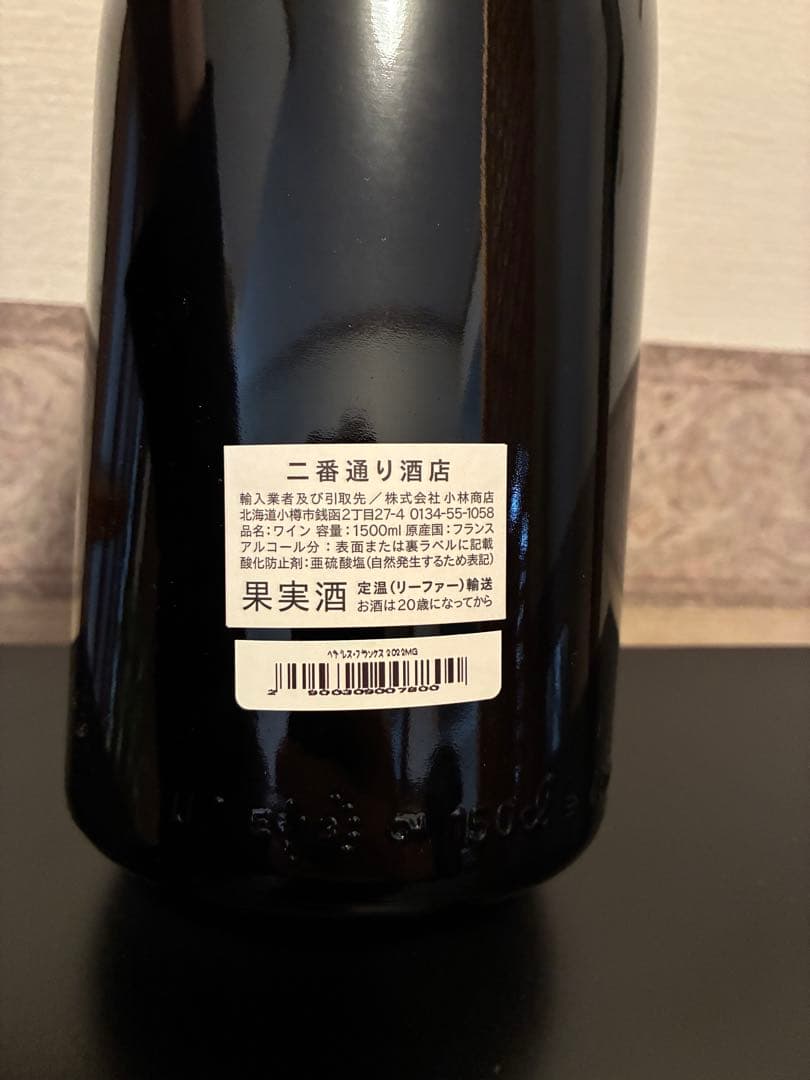 二番通り酒店
輸入業者及び引取先／株式会社小林商店
北海道小樽市銭函2丁目27-4 0134-55-1058
品名：ワイン 容量：1500ml 原産国：フランス
アルコール分：表面または裏ラベルに記載
酸化防止剤：亜硫酸塩（自然発生するため表記）
果実酒 定温（リーファー）輸送
お酒は20歳になってから
2022MG
2 900309007900